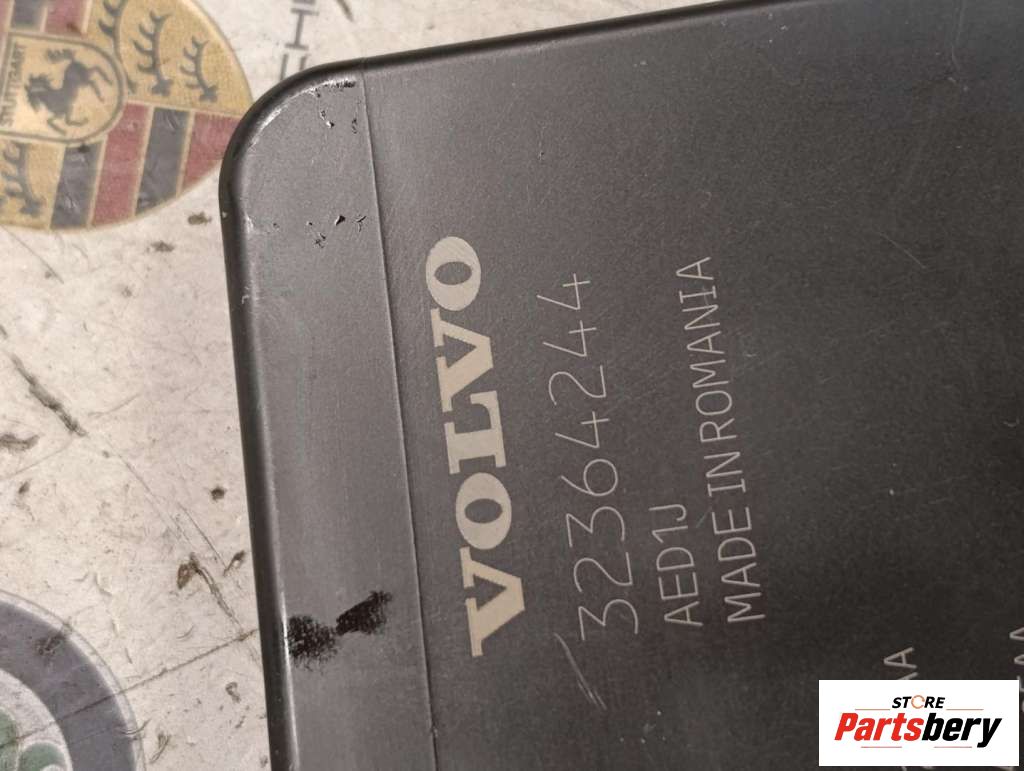 VOLVO
32364244
AED1J
MADE IN ROMANIA
STORE
Partsbery